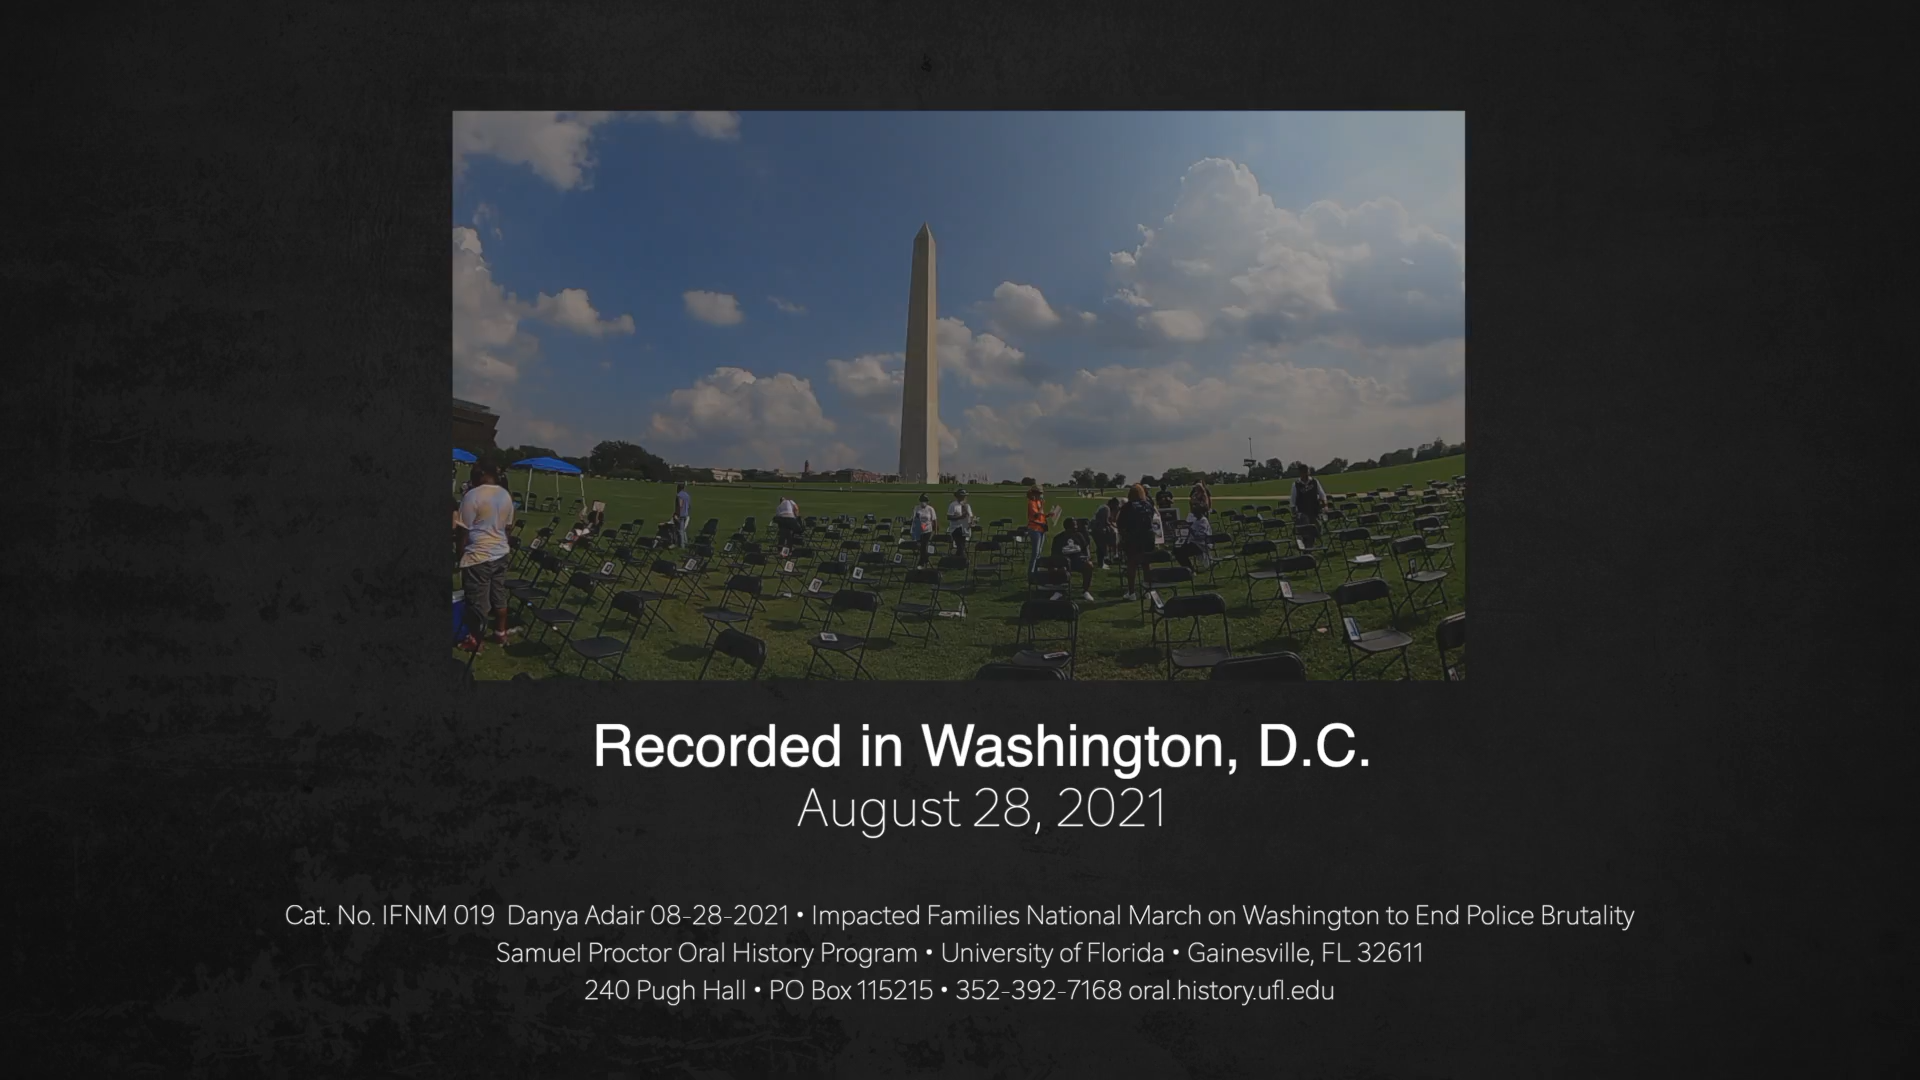 Recorded in Washington, D.C.
August 28, 2021
Cat. No. IFNM 019 Danya Adair 08-28-2021 • Impacted Families National March on Washington to End Police Brutality
Samuel Proctor Oral History Program • University of Florida • Gainesville, FL 32611
240 Pugh Hall • PO Box 115215 • 352-392-7168 oral.history.ufl.edu